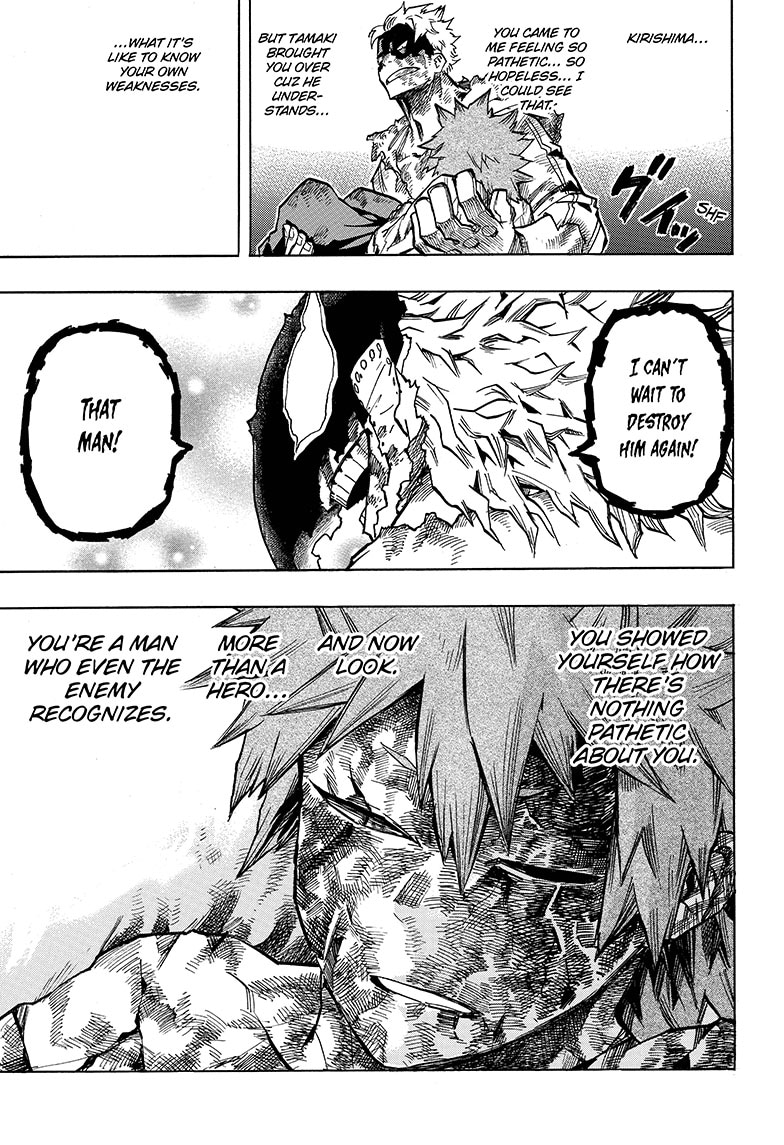 KIRISHIMA...
YOU CAME TO
ME FEELING SO
PATHETIC... SO
HOPELESS... I
COULD SEE
THAT.
BUT TAMAKI
BROUGHT
YOU OVER
CUZ HE
UNDER-
STANDS...
グイッ
SHF
...WHAT IT'S
LIKE TO KNOW
YOUR OWN
WEAKNESSES.
I CAN'T
WAIT TO
DESTROY
HIM AGAIN!
THAT
MAN!
YOU SHOWED
YOURSELF HOW
THERE'S
NOTHING
PATHETIC
ABOUT YOU.
AND NOW
LOOK.
MORE
THAN A
HERO...
YOU'RE A MAN
WHO EVEN THE
ENEMY
RECOGNIZES.